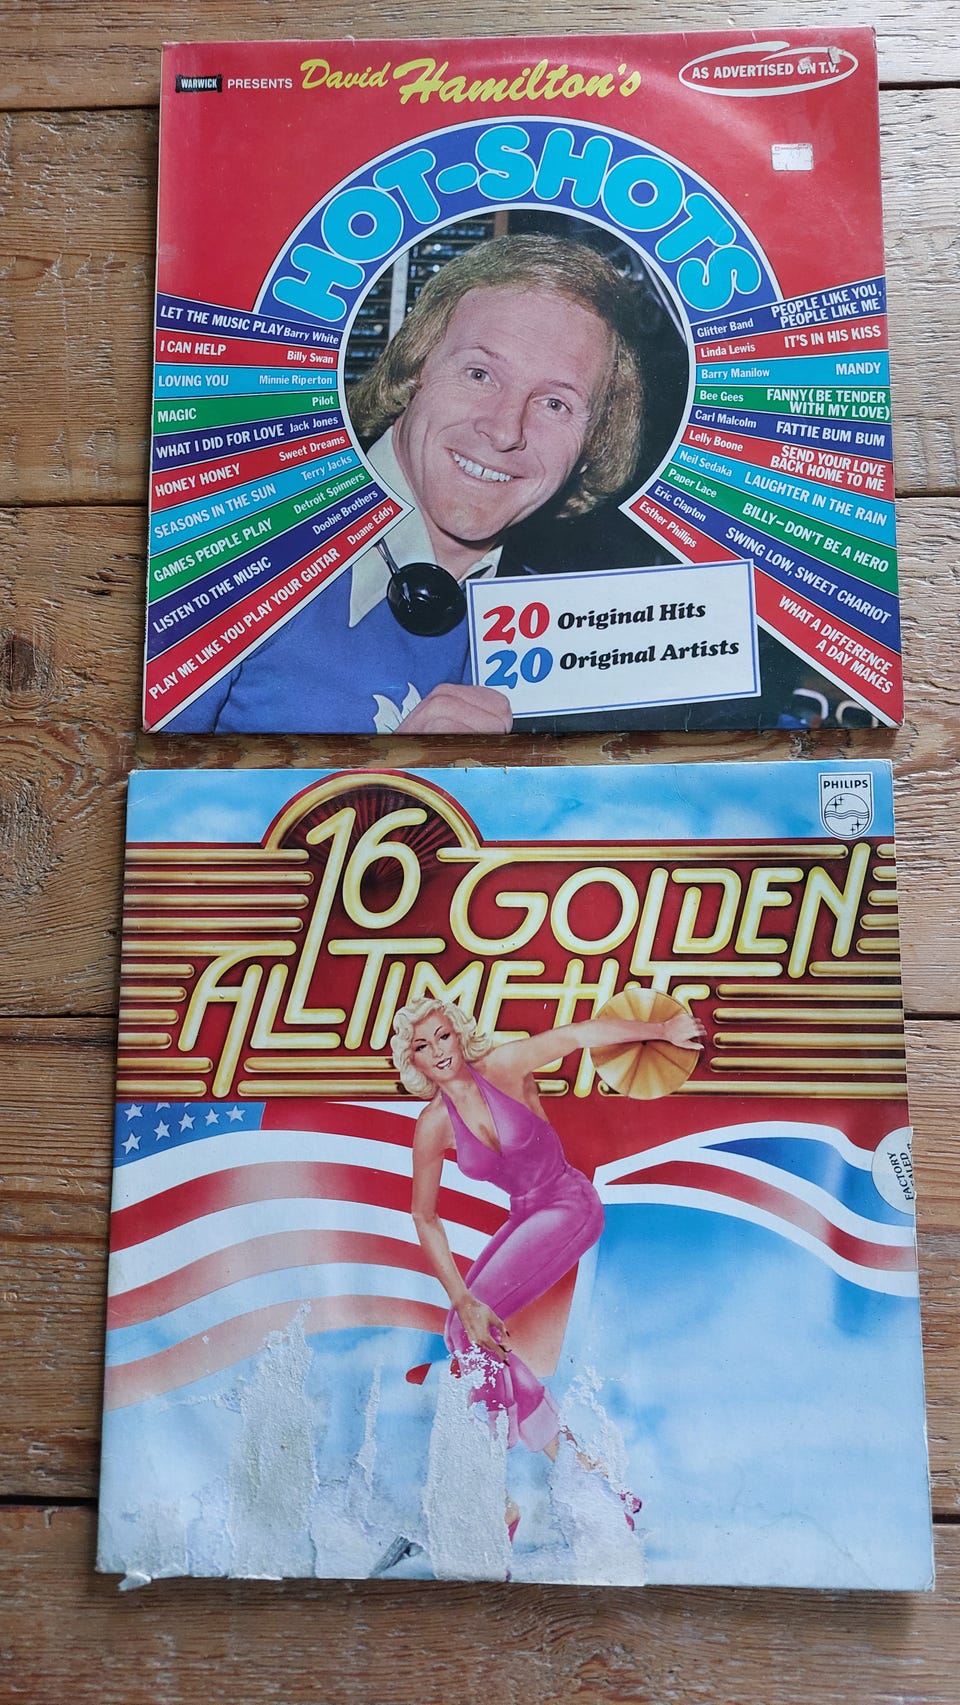 WARWICK PRESENTS David Hamilton's
AS ADVERTISED ON T.V.
HOT-SHOTS
LET THE MUSIC PLAY Barry White
I CAN HELP Billy Swan
LOVING YOU Minnie Riperton
MAGIC Pilot
WHAT I DID FOR LOVE Jack Jones
HONEY HONEY Sweet Dreams
SEASONS IN THE SUN Terry Jacks
GAMES PEOPLE PLAY Detroit Spinners
LISTEN TO THE MUSIC Doobie Brothers
PLAY ME LIKE YOU PLAY YOUR GUITAR Duane Eddy
Glitter Band PEOPLE LIKE YOU,
PEOPLE LIKE ME
Linda Lewis IT'S IN HIS KISS
Barry Manilow MANDY
Bee Gees FANNY (BE TENDER
WITH MY LOVE)
Carl Malcolm FATTIE BUM BUM
Lelly Boone SEND YOUR LOVE
BACK HOME TO ME
Neil Sedaka LAUGHTER IN THE RAIN
Paper Lace BILLY-DON'T BE A HERO
Eric Clapton SWING LOW, SWEET CHARIOT
Esther Phillips WHAT A DIFFERENCE
A DAY MAKES
20 Original Hits
20 Original Artists
PHILIPS
16 GOLDEN
ALLTIME HITS
FACTORY